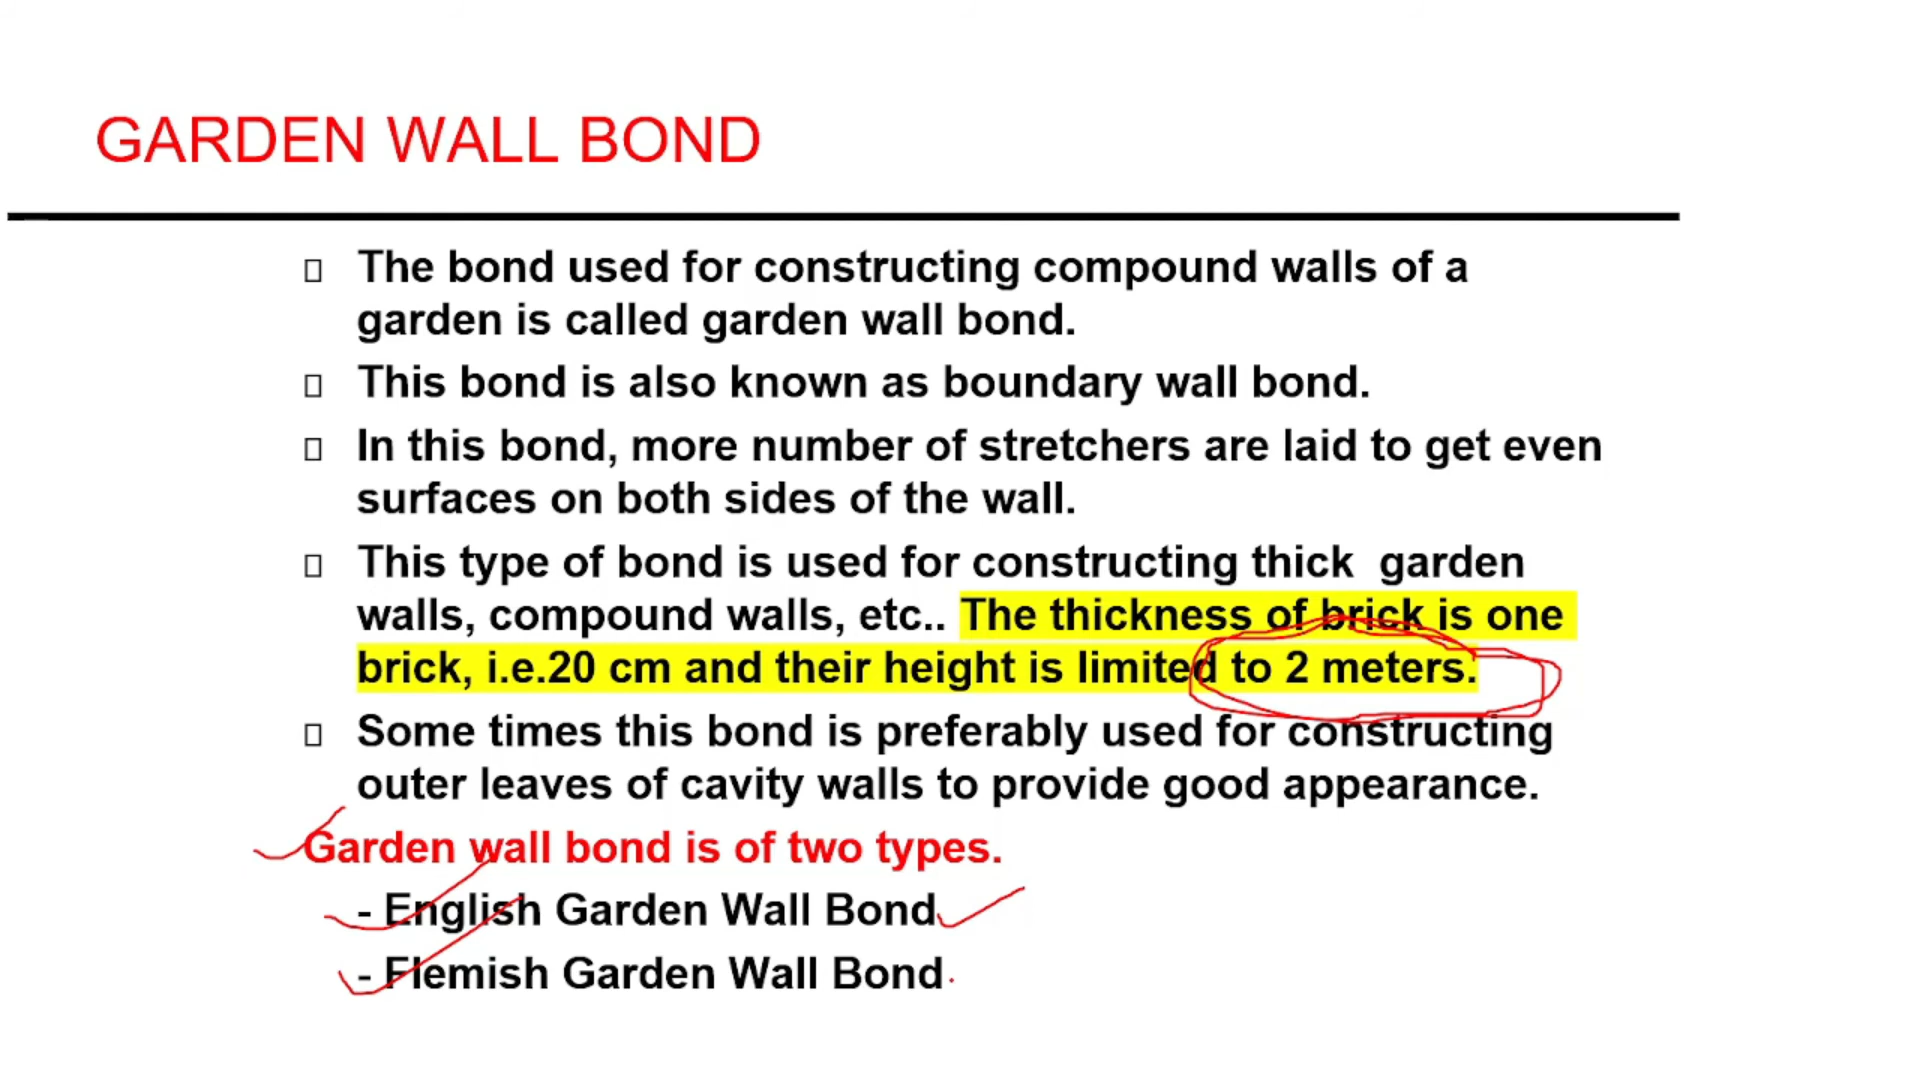 GARDEN WALL BOND
The bond used for constructing compound walls of a
garden is called garden wall bond.
This bond is also known as boundary wall bond.
In this bond, more number of stretchers are laid to get even
surfaces on both sides of the wall.
This type of bond is used for constructing thick garden
walls, compound walls, etc.. The thickness of brick is one
brick, i.e.20 cm and their height is limited to 2 meters.
Some times this bond is preferably used for constructing
outer leaves of cavity walls to provide good appearance.
Garden wall bond is of two types.
- English Garden Wall Bond
- Flemish Garden Wall Bond